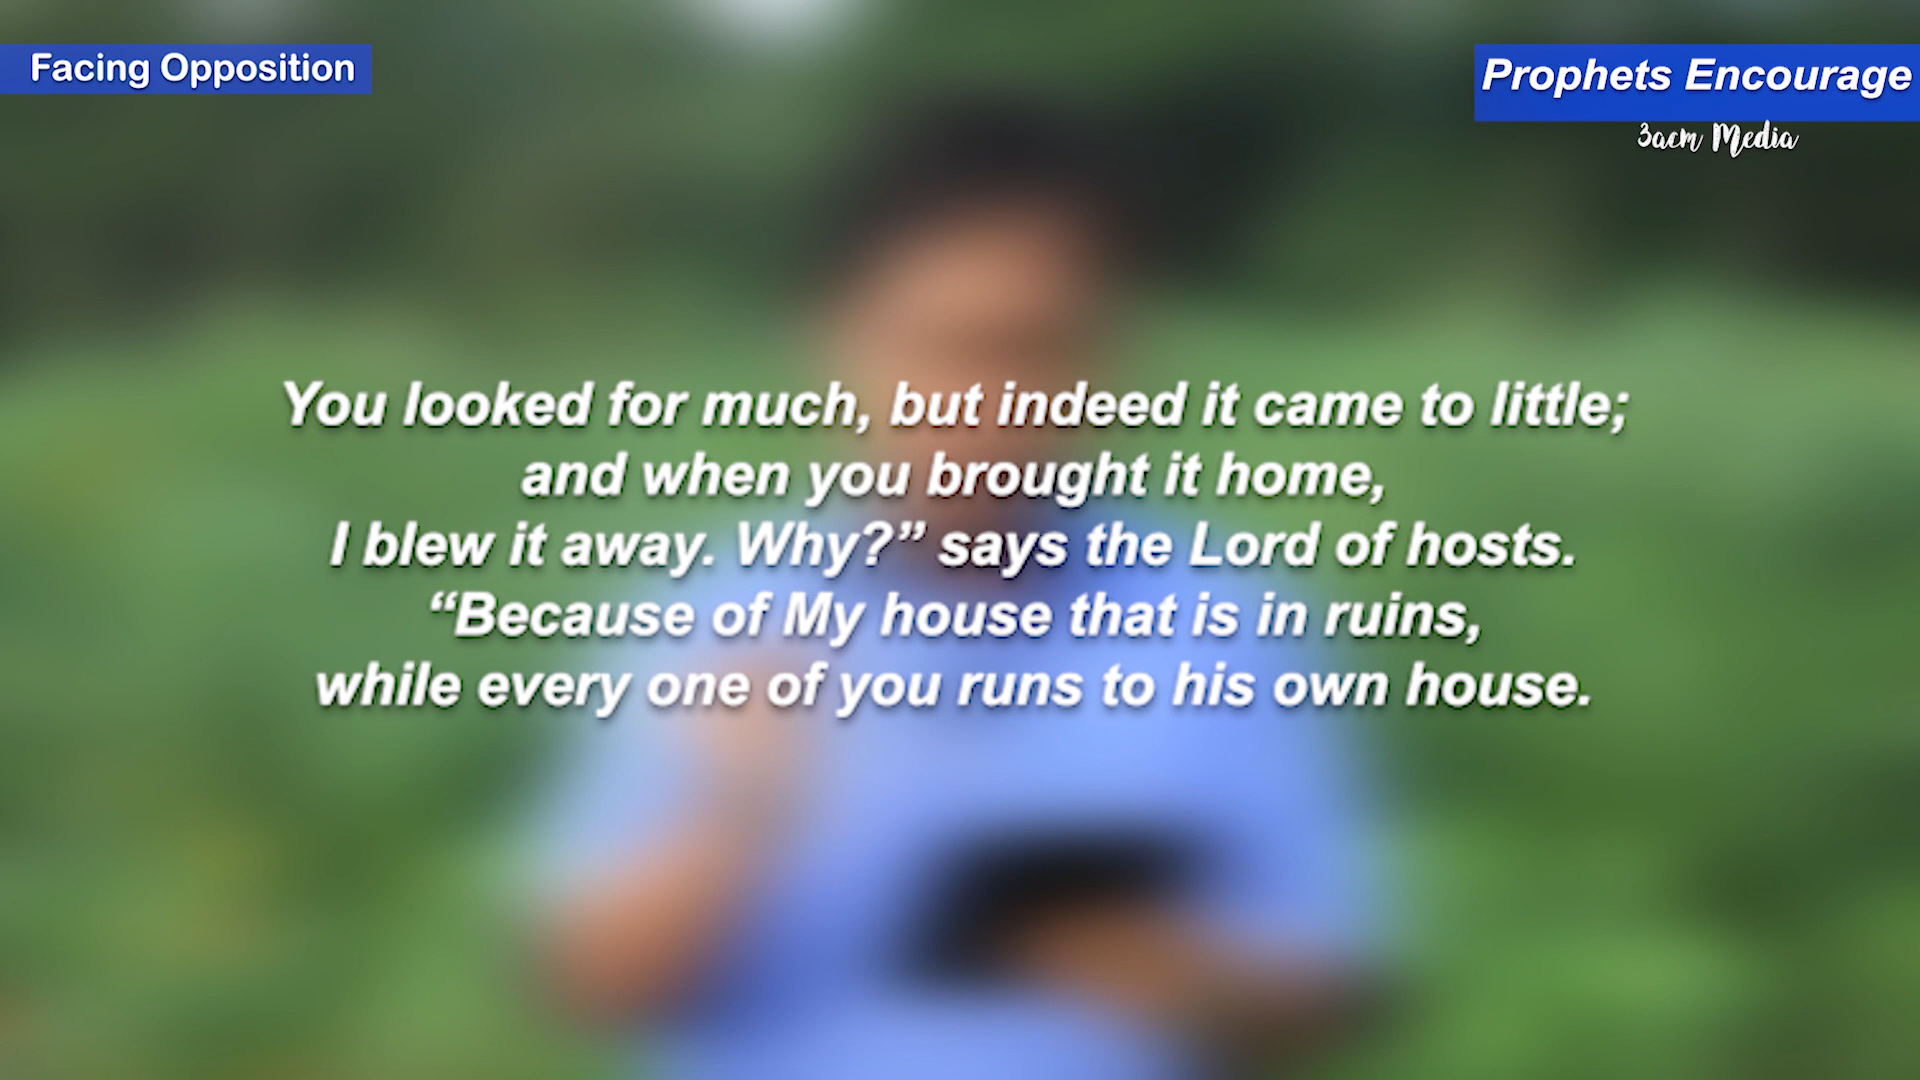 Facing Opposition
Prophets Encourage
3acm Media
You looked for much, but indeed it came to little;
and when you brought it home,
I blew it away. Why?” says the Lord of hosts.
“Because of My house that is in ruins,
while every one of you runs to his own house.